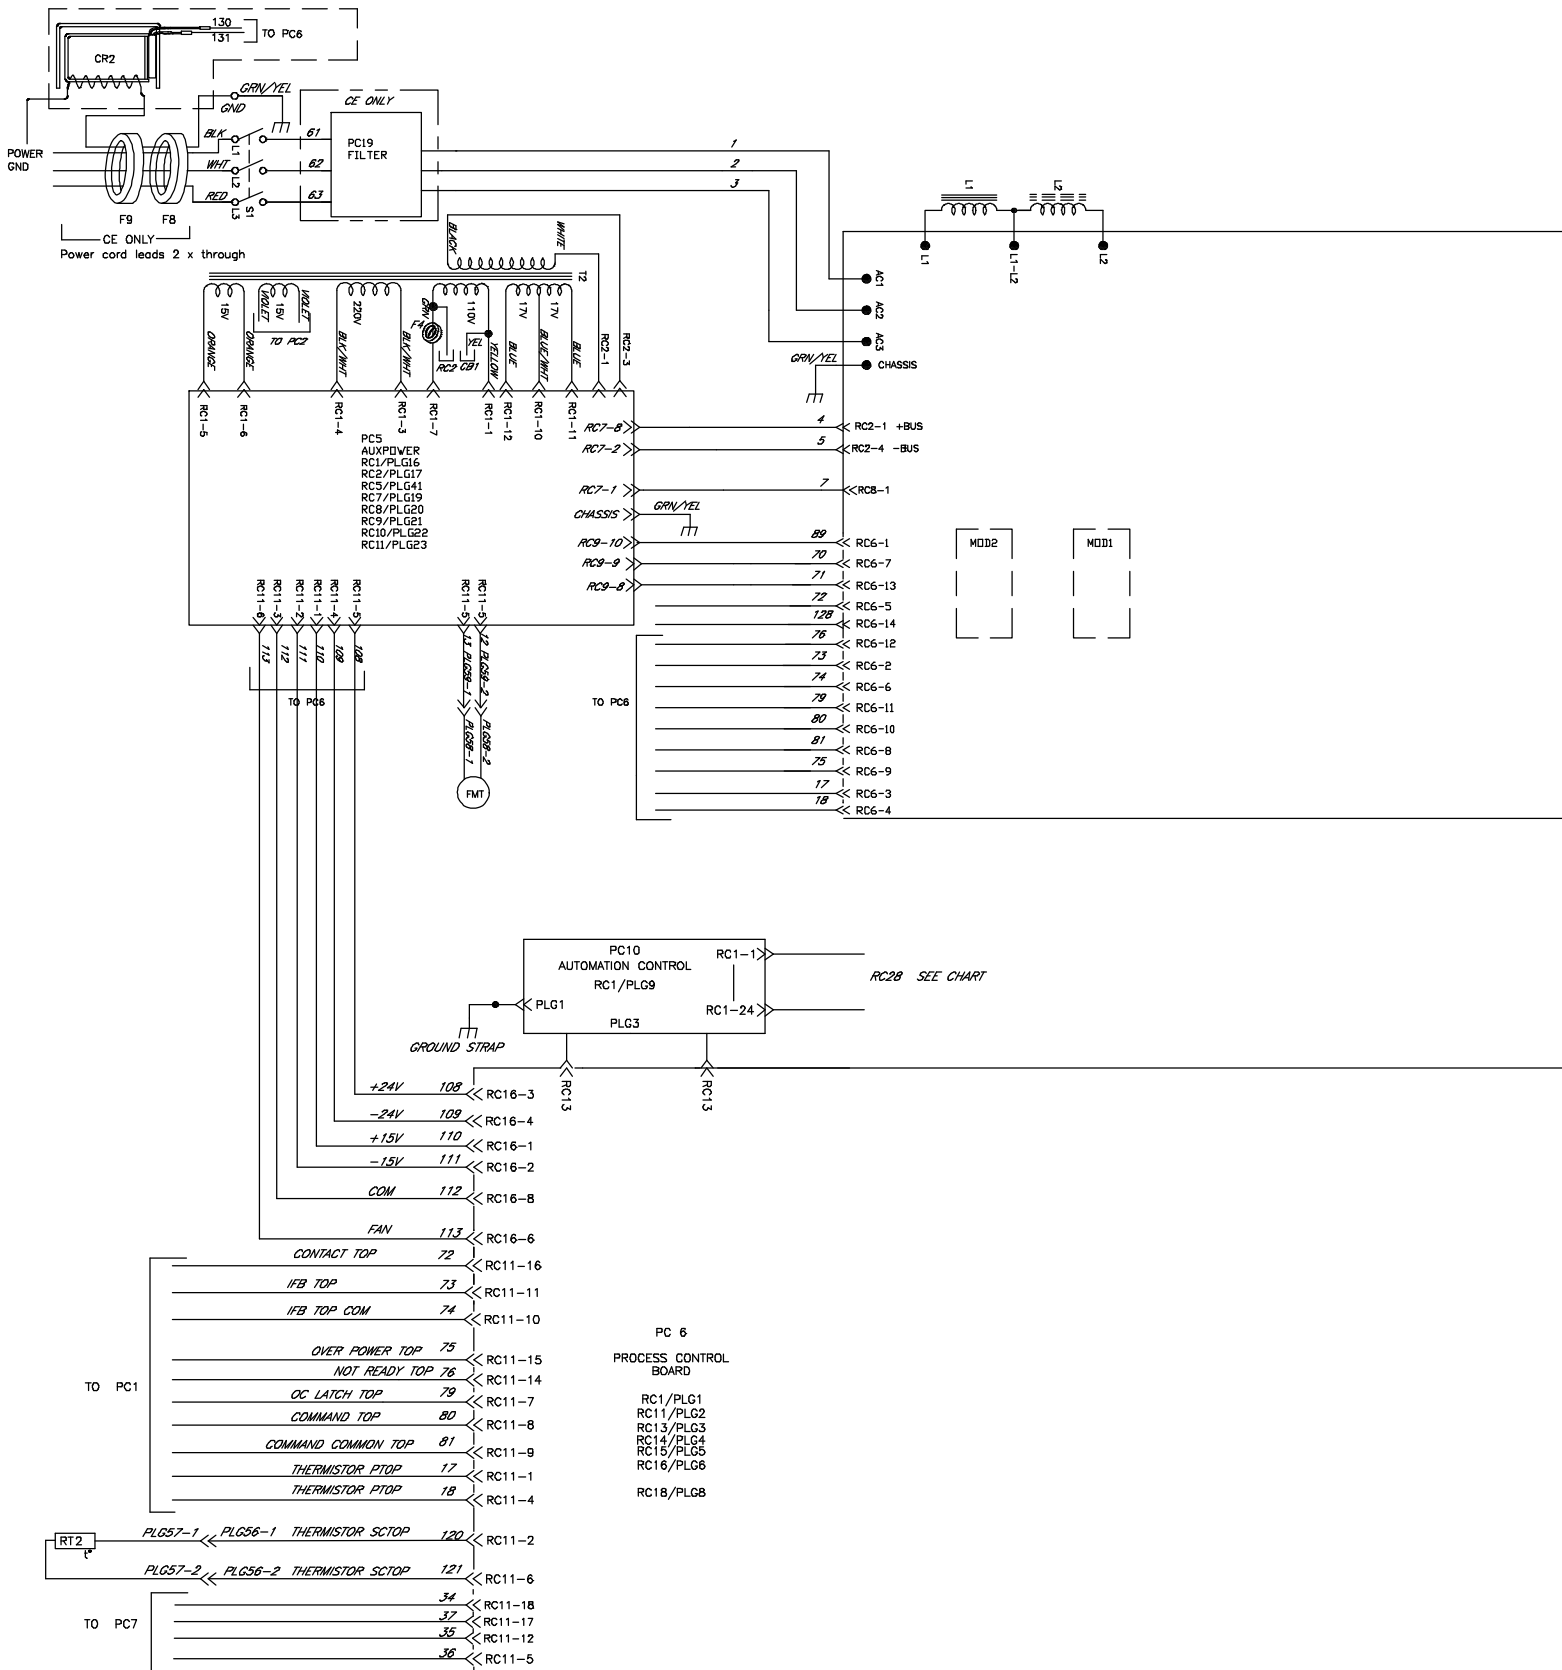 130
131
TO PC6
CR2
GRN/YEL
GND
POWER
GND
BLK
WHT
RED
L1
L2
L3
S1
F9
F8
CE ONLY
Power cord leads 2 x through
CE ONLY
61
62
63
PC19
FILTER
1
2
3
L1
L2
L1
L1-L2
L2
AC1
AC2
AC3
GRN/YEL
CHASSIS
BLACK
WHITE
T2
15V
VIOLET
15V
VIOLET
TO PC2
220V
GRN
F4
110V
17V
17V
ORANGE
ORANGE
BLK/WHT
BLK/WHT
RC2
CB1
YEL
YELLOW
BLUE
BLUE/WHT
BLUE
RC2-1
RC2-3
RC1-5
RC1-6
RC1-4
RC1-3
RC1-7
RC1-1
RC1-12
RC1-10
RC1-11
PC5
AUXPOWER
RC1/PLG16
RC2/PLG17
RC5/PLG41
RC7/PLG19
RC8/PLG20
RC9/PLG21
RC10/PLG22
RC11/PLG23
RC7-8
RC7-2
RC7-1
CHASSIS
GRN/YEL
RC9-10
RC9-9
RC9-8
4
RC2-1 +BUS
5
RC2-4 -BUS
7
RC8-1
89
RC6-1
70
RC6-7
71
RC6-13
72
RC6-5
128
RC6-14
76
RC6-12
73
RC6-2
74
RC6-6
79
RC6-11
80
RC6-10
81
RC6-8
75
RC6-9
17
RC6-3
18
RC6-4
TO PC6
MOD2
MOD1
RC11-6
RC11-3
RC11-2
RC11-1
RC11-4
RC11-5
RC11-5
RC11-5
113
112
111
110
109
108
TO PC6
13 PLG59-1
12 PLG59-2
PLG58-1
PLG58-2
FMT
PC10
AUTOMATION CONTROL
RC1/PLG9
PLG1
PLG3
RC1-1
RC1-24
RC28 SEE CHART
GROUND STRAP
RC13
RC13
+24V 108 RC16-3
-24V 109 RC16-4
+15V 110 RC16-1
-15V 111 RC16-2
COM 112 RC16-8
FAN 113 RC16-6
CONTACT TOP 72 RC11-16
IFB TOP 73 RC11-11
IFB TOP COM 74 RC11-10
OVER POWER TOP 75 RC11-15
NOT READY TOP 76 RC11-14
OC LATCH TOP 79 RC11-7
COMMAND TOP 80 RC11-8
COMMAND COMMON TOP 81 RC11-9
THERMISTOR PTOP 17 RC11-1
THERMISTOR PTOP 18 RC11-4
TO PC1
RT2
t°
PLG57-1 PLG56-1 THERMISTOR SCTOP 120 RC11-2
PLG57-2 PLG56-2 THERMISTOR SCTOP 121 RC11-6
TO PC7
34 RC11-18
37 RC11-17
35 RC11-12
36 RC11-5
PC 6
PROCESS CONTROL
BOARD
RC1/PLG1
RC11/PLG2
RC13/PLG3
RC14/PLG4
RC15/PLG5
RC16/PLG6
RC18/PLG8